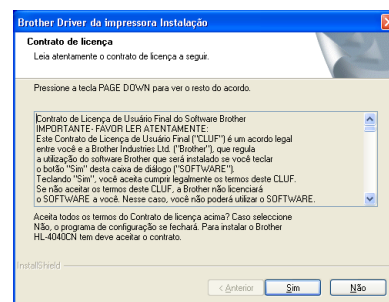 Brother Driver da impressora Instalação
Contrato de licença
Leia atentamente o contrato de licença a seguir.
Pressione a tecla PAGE DOWN para ver o resto do acordo.
Contrato de Licença de Usuário Final do Software Brother
IMPORTANTE- FAVOR LER ATENTAMENTE:
Este Contrato de Licença de Usuário Final ("CLUF") é um acordo legal
entre você e a Brother Industries Ltd. ("Brother"), que regula
a utilização do software Brother que será instalado se você teclar
o botão "Sim" desta caixa de diálogo ("SOFTWARE").
Teclando "Sim", você aceita cumprir legalmente os termos deste CLUF.
Se não aceitar os termos deste CLUF, a Brother não licenciará
o SOFTWARE a você. Nesse caso, você não poderá utilizar o SOFTWARE.
Aceita todos os termos do Contrato de licença acima? Caso seleccione
Não, o programa de configuração se fechará. Para instalar o Brother
HL-4040CN tem deve aceitar o contrato.
InstallShield
< Anterior Sim Não